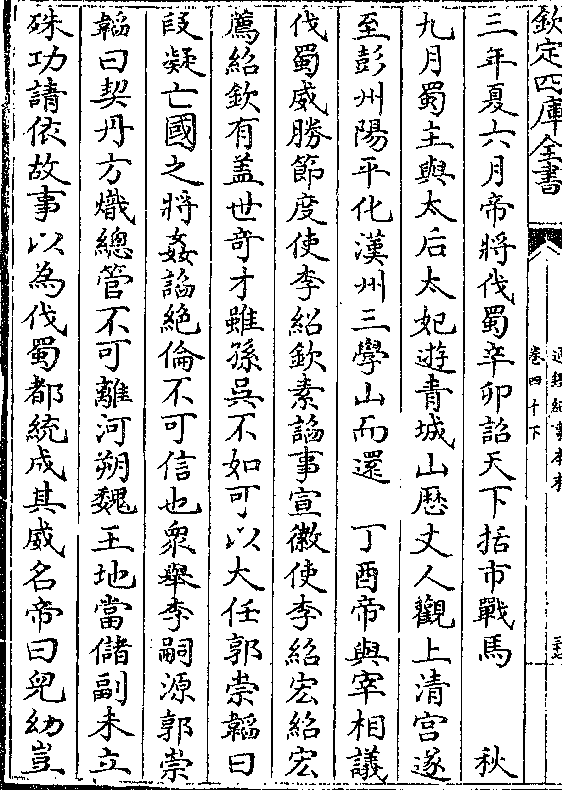 欽定四庫全書
通鑑紀事本末
卷四十下
三年夏六月帝將伐蜀辛卯詔天下括市戰馬　秋
九月蜀主與太后太妃遊青城山歷丈人觀上清宫遂
至彭州陽平化漢州三學山而還　丁酉帝與宰相議
伐蜀威勝節度使李紹欽素諂事宣徽使李紹宏紹宏
薦紹欽有盖世奇才雖孫吳不如可以大任郭崇韜曰
段凝亡國之將姦諂絶倫不可信也衆舉李嗣源郭崇
韜曰契丹方熾總管不可離河朔魏王地當儲副未立
殊功請依故事以為伐蜀都統成其威名帝曰兒幼豈